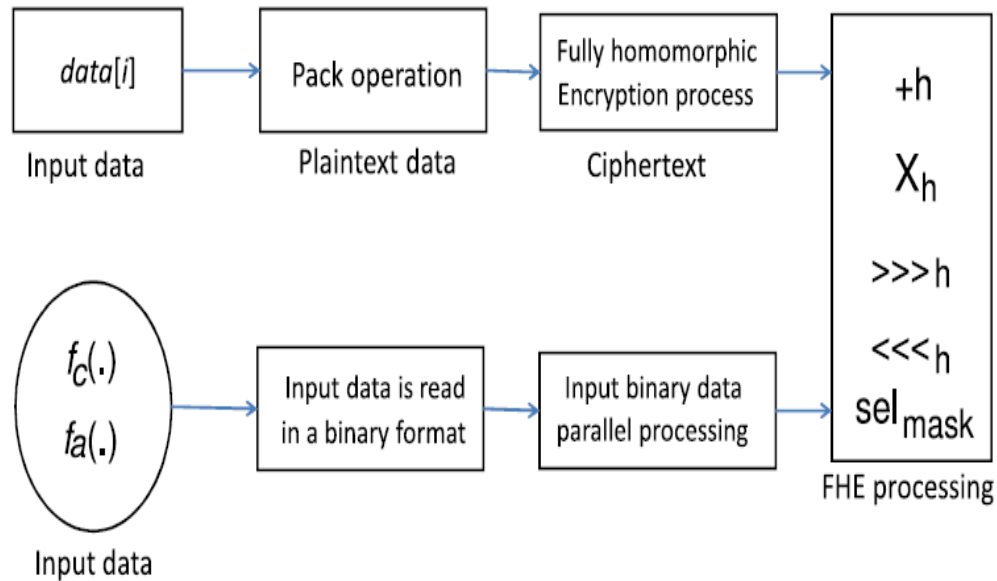 data[i]
Input data
Pack operation
Plaintext data
Fully homomorphic
Encryption process
Ciphertext
+h
Xh
>>>h
<<<h
selmask
FHE processing
fc(.)
fa(.)
Input data
Input data is read
in a binary format
Input binary data
parallel processing